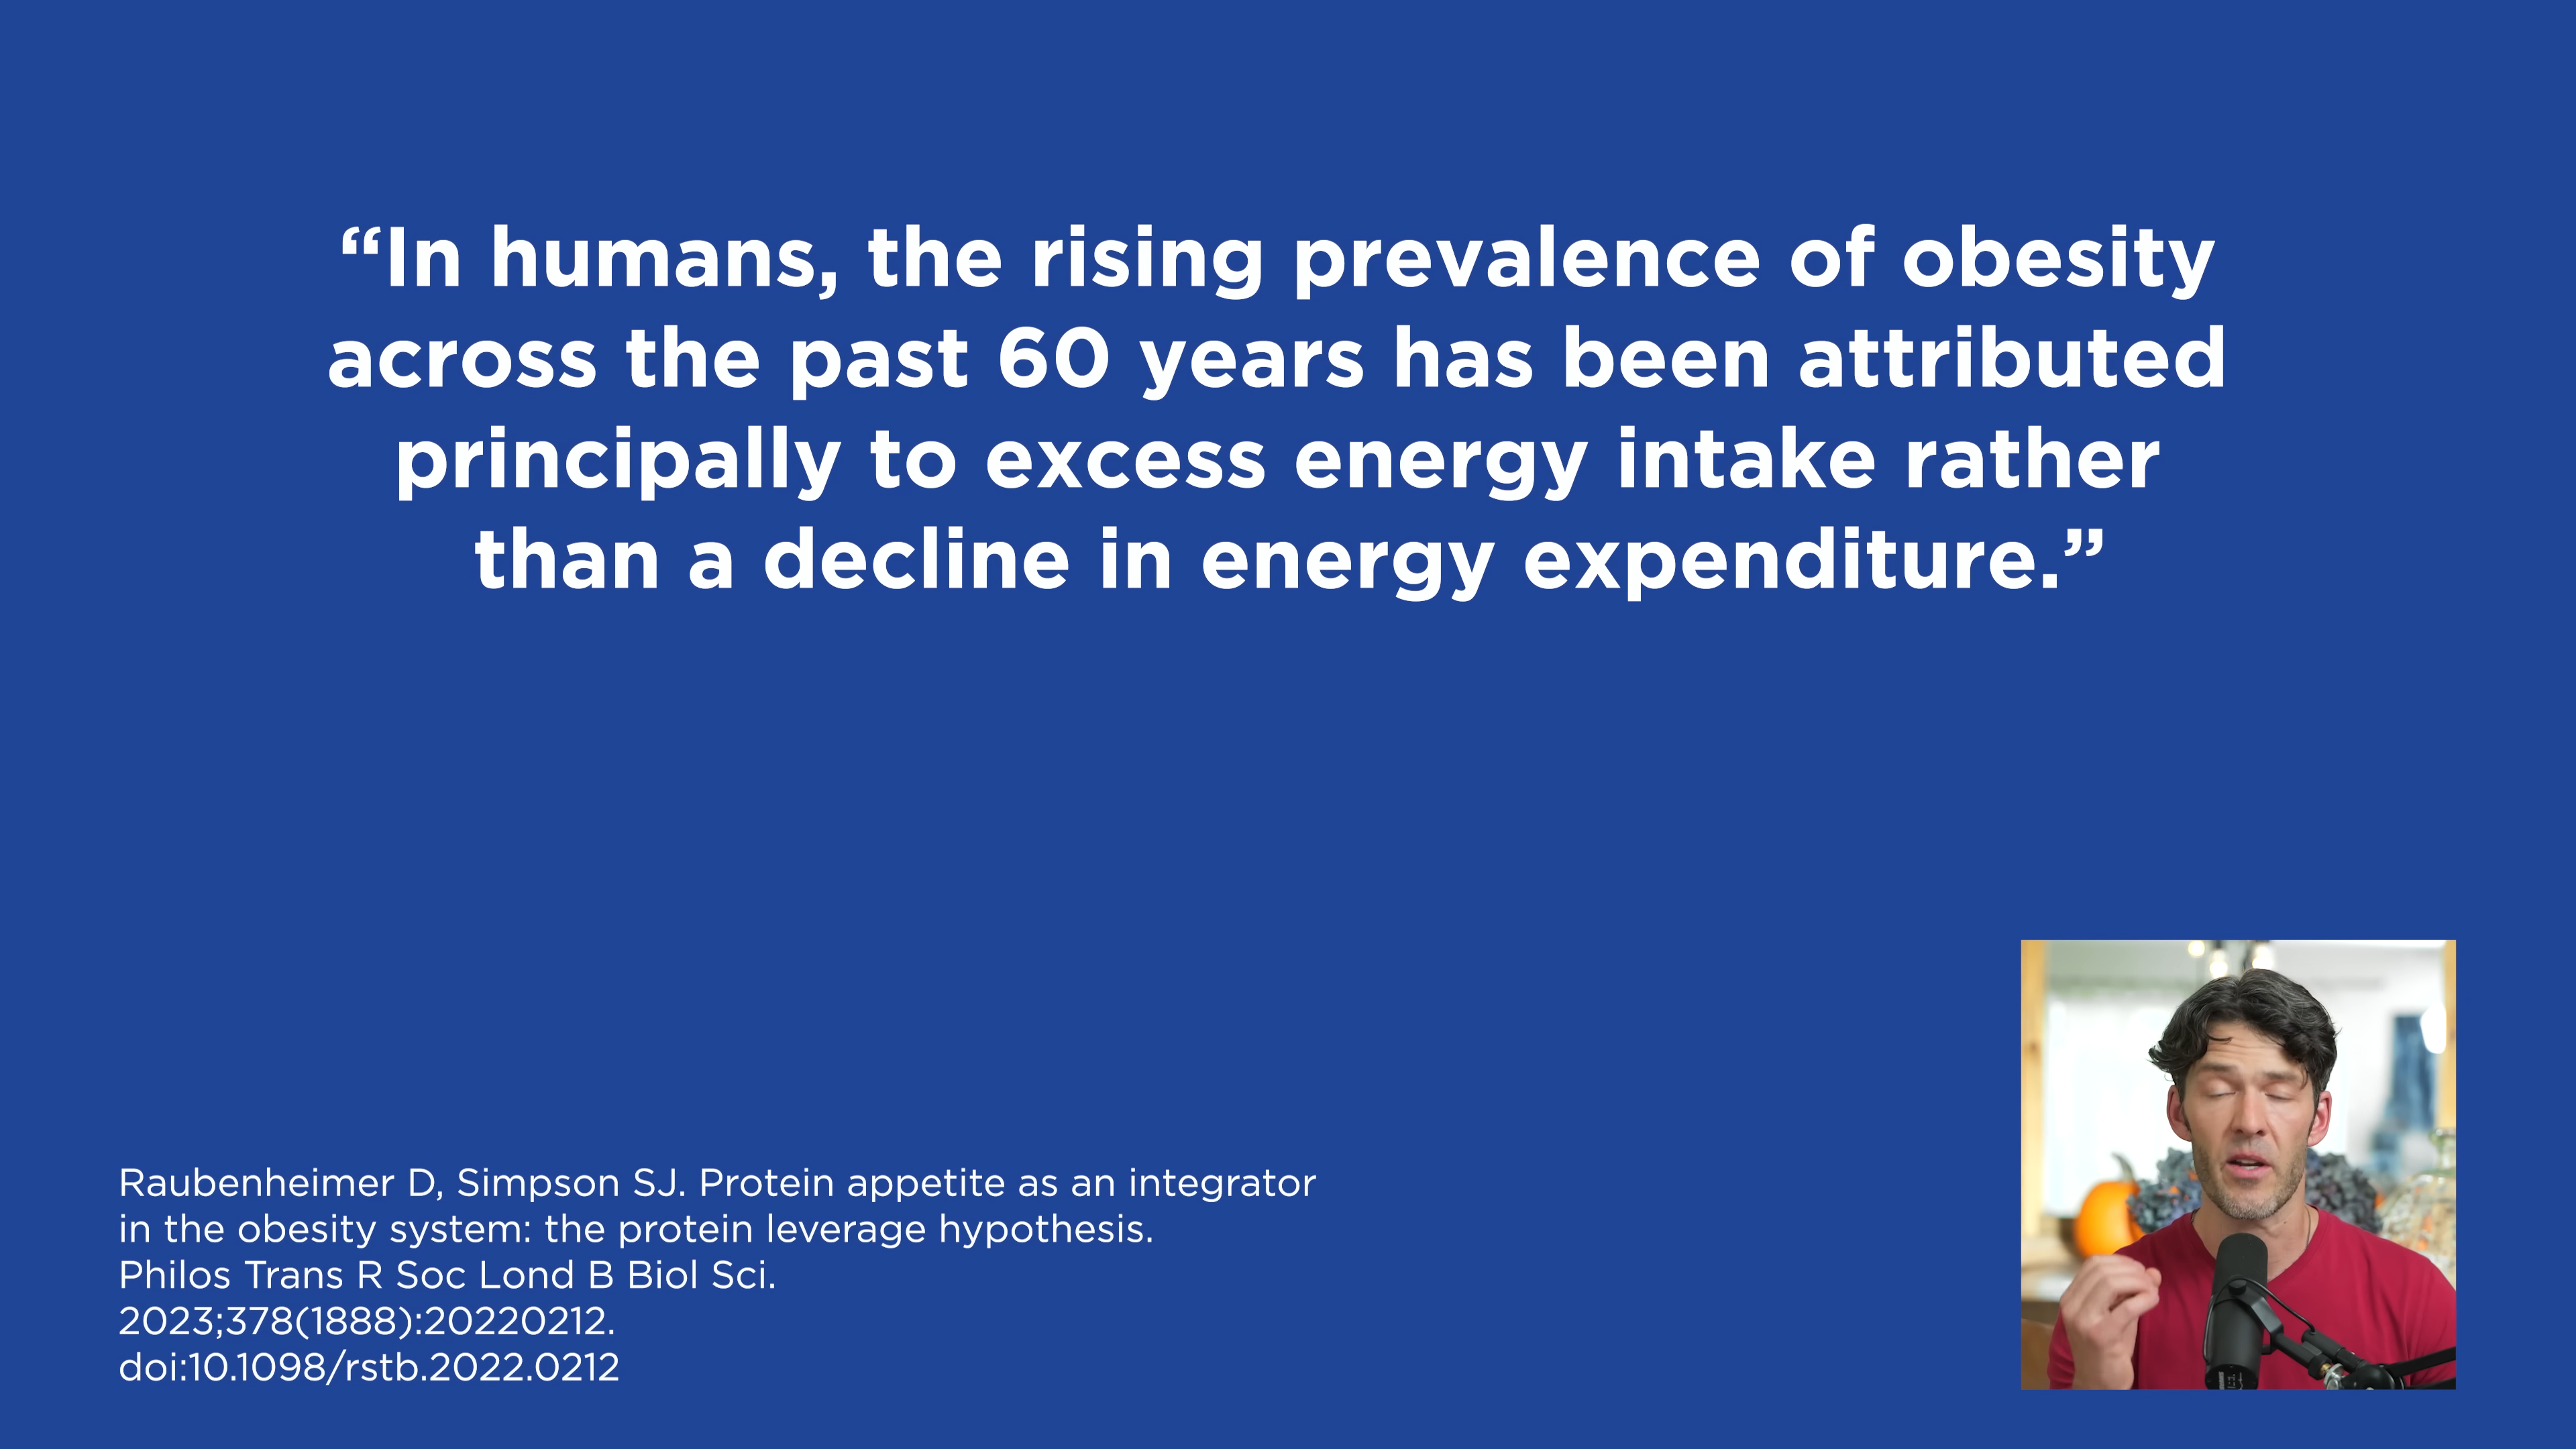 “In humans, the rising prevalence of obesity
across the past 60 years has been attributed
principally to excess energy intake rather
than a decline in energy expenditure.”
Raubenheimer D, Simpson SJ. Protein appetite as an integrator
in the obesity system: the protein leverage hypothesis.
Philos Trans R Soc Lond B Biol Sci.
2023;378(1888):20220212.
doi:10.1098/rstb.2022.0212